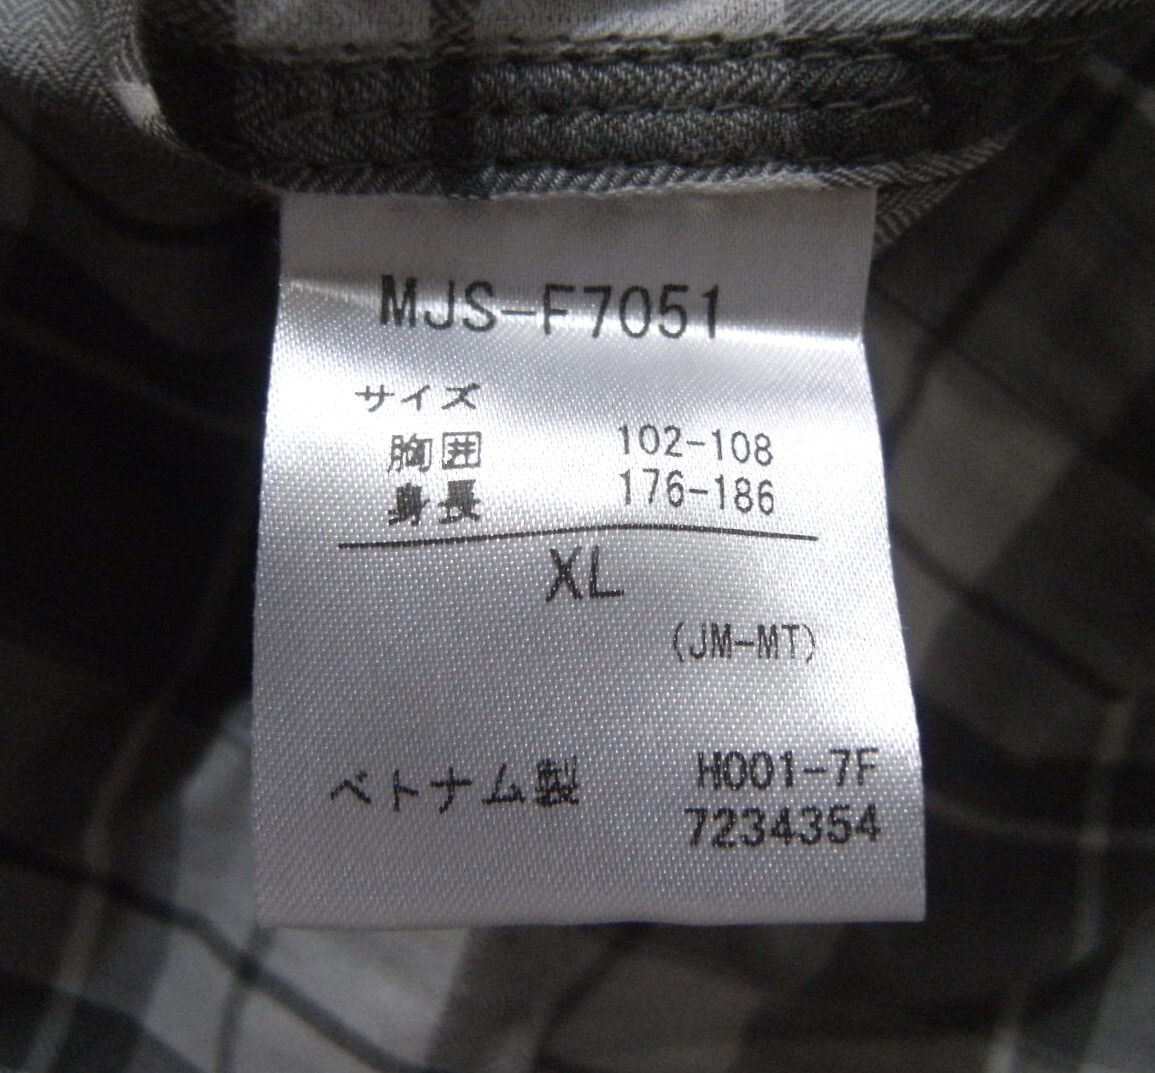 MJS-F7051
サイズ
胸囲 102-108
身長 176-186
XL
(JM-MT)
ベトナム製 H001-7F
7234354